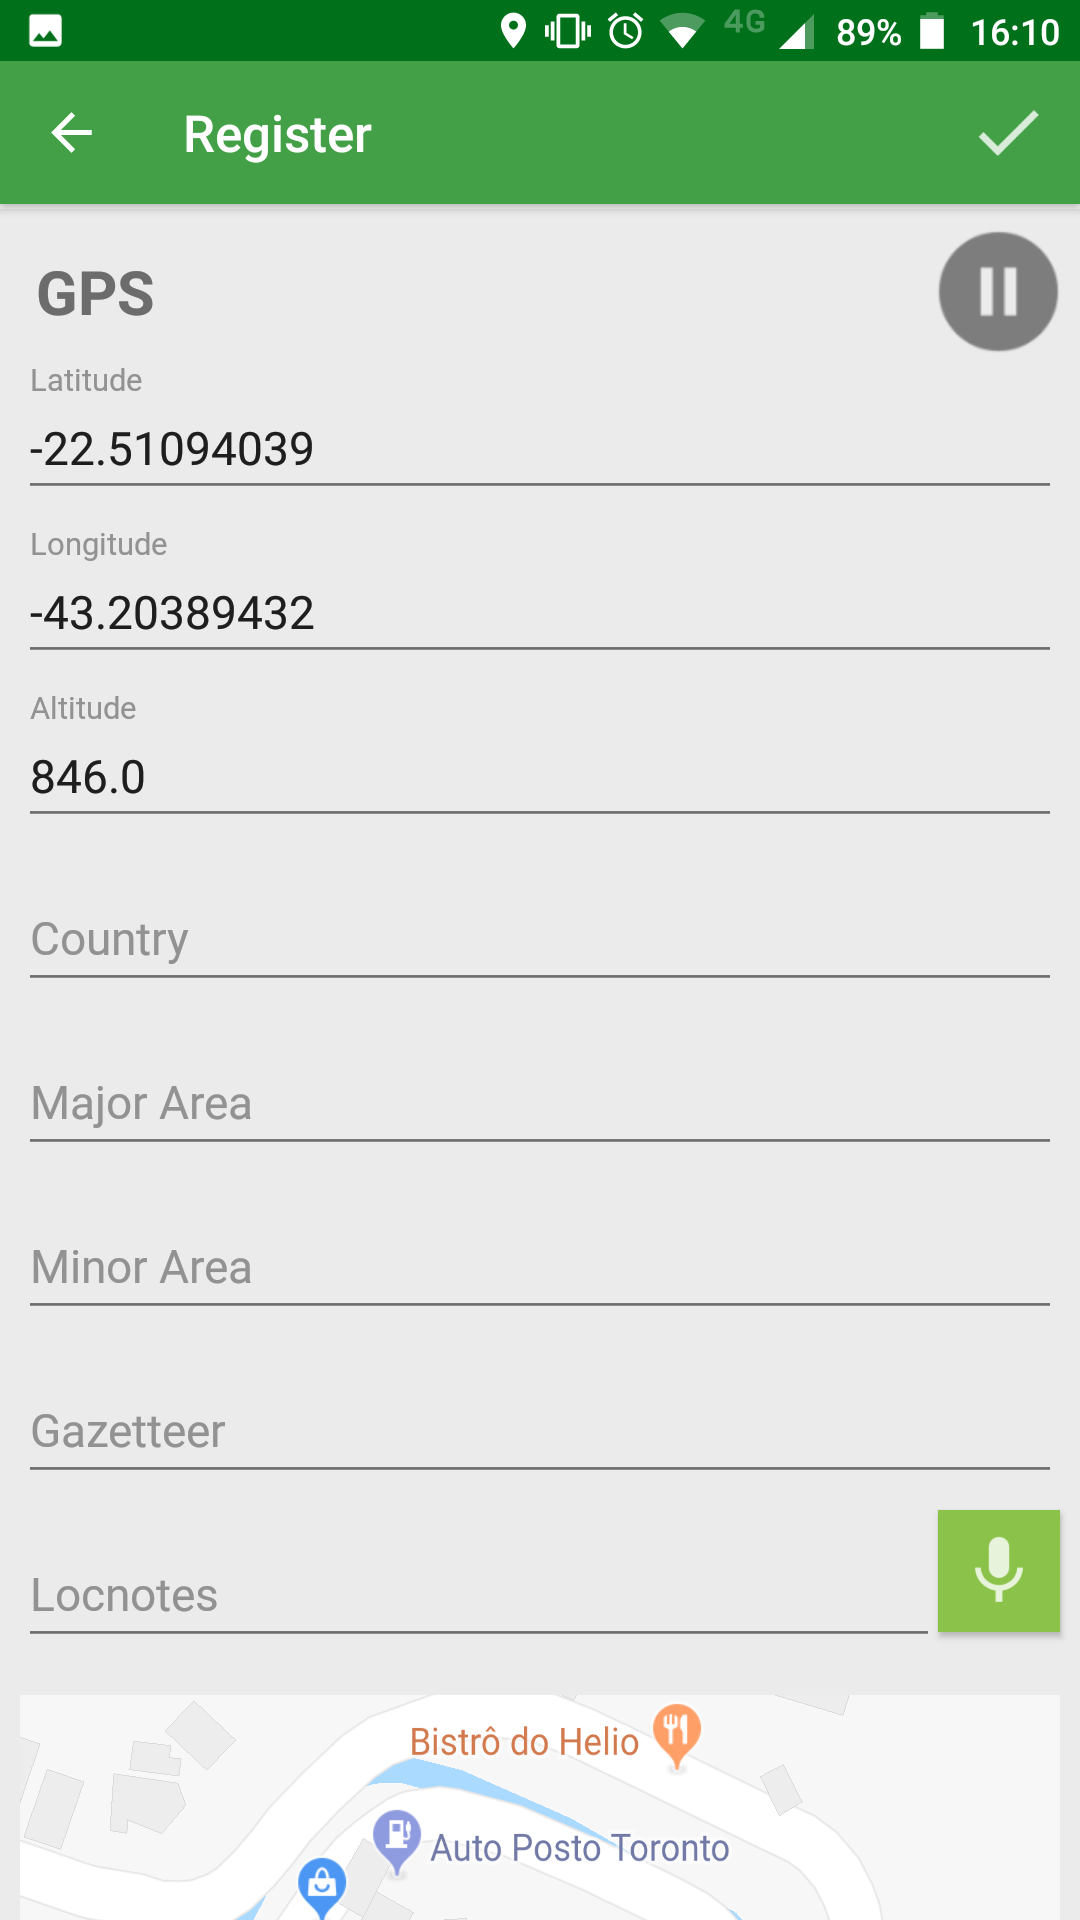 4G 89% 16:10
Register
GPS
Latitude
-22.51094039
Longitude
-43.20389432
Altitude
846.0
Country
Major Area
Minor Area
Gazetteer
Locnotes
Bistrô do Helio
Auto Posto Toronto